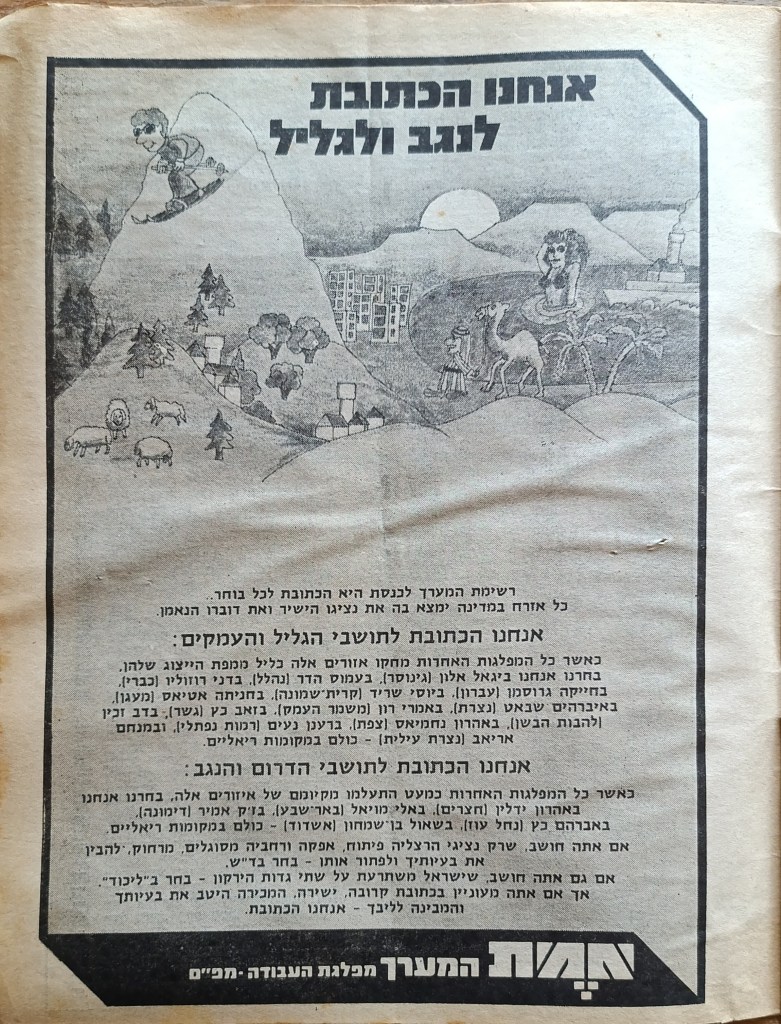 אנחנו הכתובת
לנגב ולגליל
רשימת המערך לכנסת היא הכתובת לכל בוחר..
כל אזרח במדינה ימצא בה את נציגו הישיר ואת דוברו הנאמן.
אנחנו הכתובת לתושבי הגליל והעמקים:
כאשר כל המפלגות האחרות מחקו אזורים אלה כליל ממפת הייצוג שלהן,
בחרנו אנחנו ביגאל אלון (גינוסר), בעמוס הדר (נהלל), בדני רוזוליו (כברי),
בחייקה גרוסמן (עברון), ביוסי שריד (קרית־שמונה), בחניתה אטיאס (מעגן),
באיברהים שבאט (נצרת), באמרי רון (משמר העמק), בזאב כץ (גשר), בדב זכין
(להבות הבשן), באהרון נחמיאס (צפת), ברענן נעים (רמות נפתלי), ובמנחם
אריאב (נצרת עילית) – כולם במקומות ריאליים.
אנחנו הכתובת לתושבי הדרום והנגב:
כאשר כל המפלגות האחרות כמעט התעלמו מקיומם של איזורים אלה, בחרנו אנחנו
באהרון ידלין (חצרים), באלי מויאל (באר־שבע), בז'ק אמיר (דימונה),
באברהם כץ (נחל עוז), בשאול בן־שמחון (אשדוד) – כולם במקומות ריאליים.
אם אתה חושב, שרק נציגי הרצליה פיתוח, אפקה ורחביה מסוגלים, מרחוק, להבין
את בעיותיך ולפתור אותן – בחר בד"ש.
אם גם אתה חושב, שישראל משתרעת על שתי גדות הירקון – בחר ב"ליכוד".
אך אם אתה מעוניין בכתובת קרובה, ישירה, המכירה היטב את בעיותיך
והמבינה לליבך – אנחנו הכתובת.
אמת המערך מפלגת העבודה ·מפ"ם